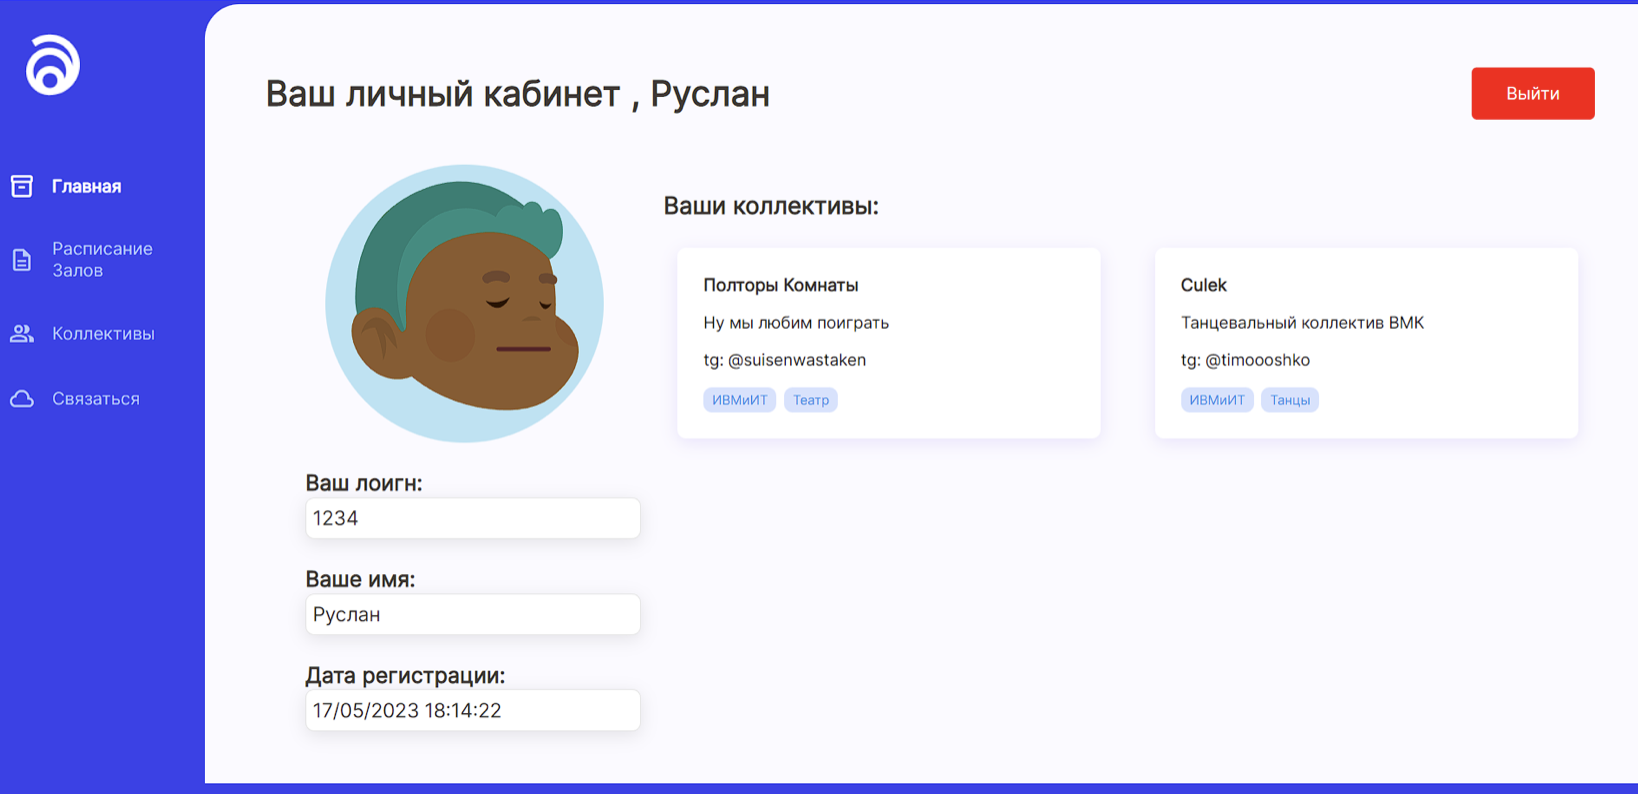 Ваш личный кабинет , Руслан
Выйти
Главная
Расписание
Залов
Коллективы
Связаться
Ваши коллективы:
Полторы Комнаты
Ну мы любим поиграть
tg: @suisenwastaken
ИВМиИТ Театр
Culek
Танцевальный коллектив ВМК
tg: @timoooshko
ИВМиИТ Танцы
Ваш лоигн:
1234
Ваше имя:
Руслан
Дата регистрации:
17/05/2023 18:14:22